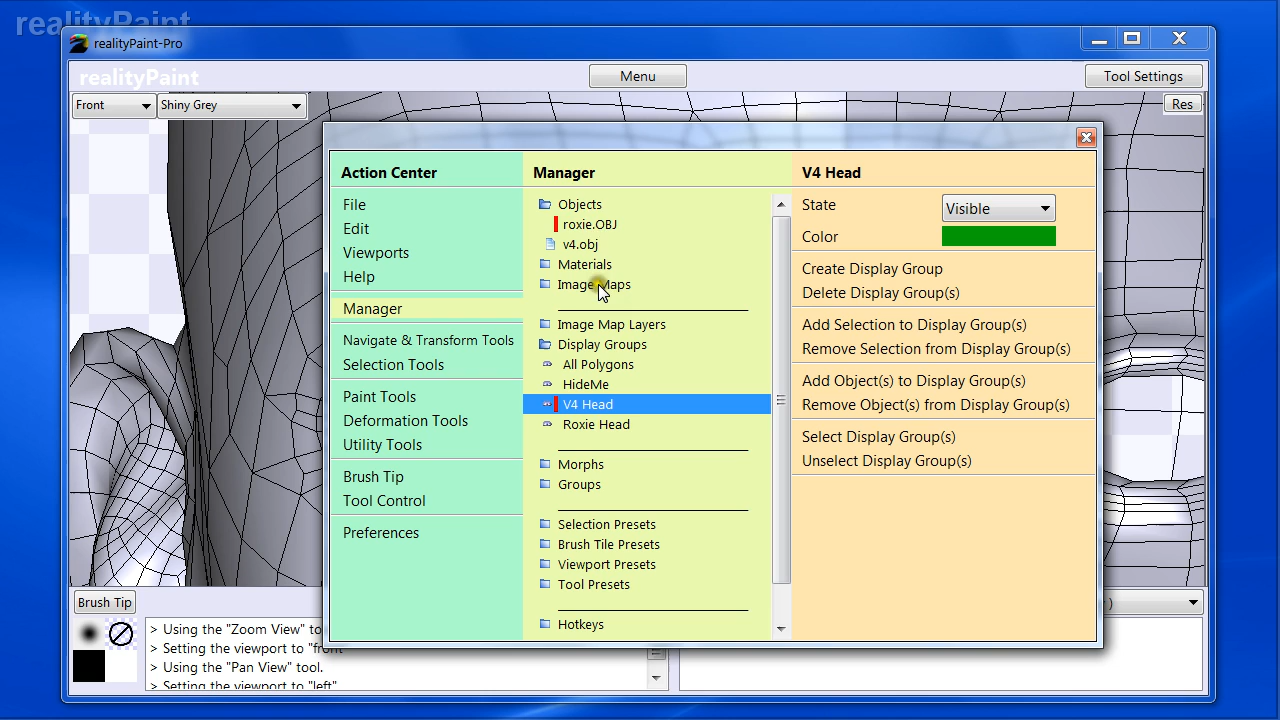 realityPaint
realityPaint-Pro
realityPaint
Menu
Tool Settings
Front
Shiny Grey
Res
Action Center
File
Edit
Viewports
Help
Manager
Navigate & Transform Tools
Selection Tools
Paint Tools
Deformation Tools
Utility Tools
Brush Tip
Tool Control
Preferences
Manager
Objects
roxie.OBJ
v4.obj
Materials
Image Maps
Image Map Layers
Display Groups
All Polygons
HideMe
V4 Head
Roxie Head
Morphs
Groups
Selection Presets
Brush Tile Presets
Viewport Presets
Tool Presets
Hotkeys
V4 Head
State
Visible
Color
Create Display Group
Delete Display Group(s)
Add Selection to Display Group(s)
Remove Selection from Display Group(s)
Add Object(s) to Display Group(s)
Remove Object(s) from Display Group(s)
Select Display Group(s)
Unselect Display Group(s)
Brush Tip
)
> Using the "Zoom View" to
> Setting the viewport to "front"
> Using the "Pan View" tool.
> Setting the viewport to "left"